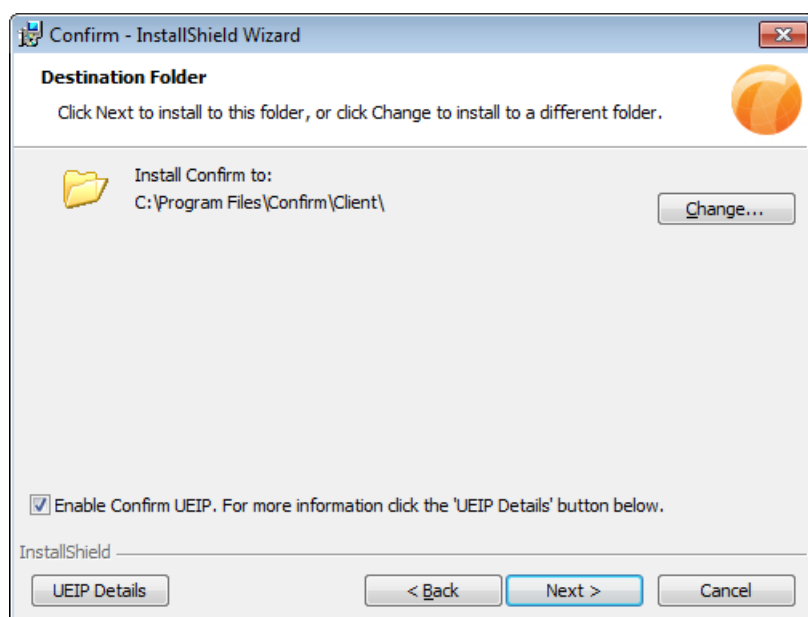 Confirm - InstallShield Wizard
Destination Folder
Click Next to install to this folder, or click Change to install to a different folder.
Install Confirm to:
C:\Program Files\Confirm\Client\
Change...
Enable Confirm UEIP. For more information click the 'UEIP Details' button below.
InstallShield
UEIP Details
< Back
Next >
Cancel